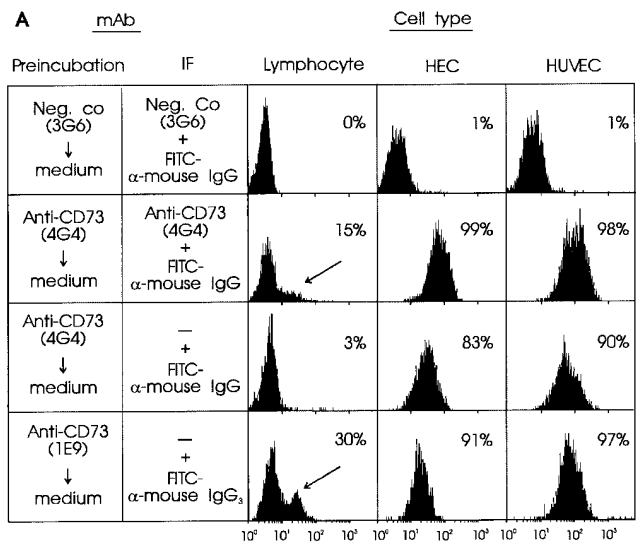 A
mAb
Cell type
Preincubation IF Lymphocyte HEC HUVEC
Neg. co
(3G6)
↓
medium
Neg. Co
(3G6)
+
FITC-
α-mouse IgG
0%
1%
1%
Anti-CD73
(4G4)
↓
medium
Anti-CD73
(4G4)
+
FITC-
α-mouse IgG
15%
99%
98%
Anti-CD73
(4G4)
↓
medium
—
+
FITC-
α-mouse IgG
3%
83%
90%
Anti-CD73
(1E9)
↓
medium
—
+
FITC-
α-mouse IgG₃
30%
91%
97%
10⁰ 10¹ 10² 10³ 10⁰ 10¹ 10² 10³ 10⁰ 10¹ 10² 10³